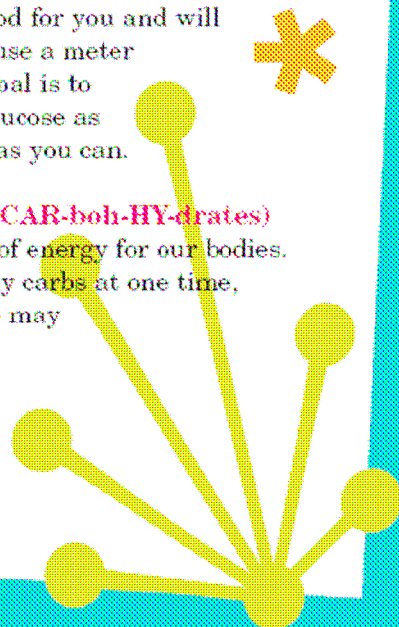 od for you and will
use a meter
oal is to
ucose as
as you can.
CAR-boh-HY-drates)
of energy for our bodies.
y carbs at one time,
may